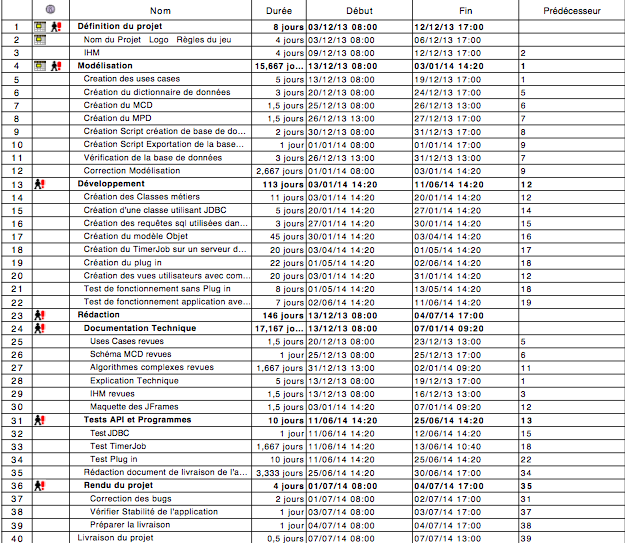 Nom Durée Début Fin Prédécesseur
1 Définition du projet 8 jours 03/12/13 08:00 12/12/13 17:00
2 Nom du Projet Logo Règles du jeu 4 jours 03/12/13 08:00 06/12/13 17:00
3 IHM 4 jours 09/12/13 08:00 12/12/13 17:00 2
4 Modélisation 15,667 jo... 13/12/13 08:00 03/01/14 14:20 1
5 Creation des uses cases 5 jours 13/12/13 08:00 19/12/13 17:00 1
6 Création du dictionnaire de données 3 jours 20/12/13 08:00 24/12/13 17:00 5
7 Création du MCD 1,5 jours 25/12/13 08:00 26/12/13 13:00 6
8 Création du MPD 1,5 jours 26/12/13 13:00 27/12/13 17:00 7
9 Création Script création de base de do... 2 jours 30/12/13 08:00 31/12/13 17:00 8
10 Création Script Exportation de la base... 1 jour 01/01/14 08:00 01/01/14 17:00 9
11 Vérification de la base de données 3 jours 26/12/13 13:00 31/12/13 13:00 7
12 Correction Modélisation 2,667 jours 01/01/14 08:00 03/01/14 14:20 9
13 Développement 113 jours 03/01/14 14:20 11/06/14 14:20 12
14 Création des Classes métiers 11 jours 03/01/14 14:20 20/01/14 14:20 12
15 Création d'une classe utilisant JDBC 5 jours 20/01/14 14:20 27/01/14 14:20 14
16 Création des requêtes sql utilisées dan... 3 jours 27/01/14 14:20 30/01/14 14:20 15
17 Création du modèle Objet 45 jours 30/01/14 14:20 03/04/14 14:20 16
18 Création du TimerJob sur un serveur d... 20 jours 03/04/14 14:20 01/05/14 14:20 17
19 Création du plug in 22 jours 01/05/14 14:20 02/06/14 14:20 18
20 Création des vues utilisateurs avec com... 20 jours 03/01/14 14:20 31/01/14 14:20 12
21 Test de fonctionnement sans Plug in 8 jours 01/05/14 14:20 13/05/14 14:20 18
22 Test de fonctionnement application ave... 7 jours 02/06/14 14:20 11/06/14 14:20 19
23 Rédaction 146 jours 13/12/13 08:00 04/07/14 17:00
24 Documentation Technique 17,167 jo... 13/12/13 08:00 07/01/14 09:20
25 Uses Cases revues 1,5 jours 20/12/13 08:00 23/12/13 13:00 5
26 Schéma MCD revues 1 jour 25/12/13 08:00 25/12/13 17:00 6
27 Algorithmes complexes revues 1,667 jours 31/12/13 13:00 02/01/14 09:20 11
28 Explication Technique 5 jours 13/12/13 08:00 19/12/13 17:00 1
29 IHM revues 1,5 jours 13/12/13 08:00 16/12/13 13:00 3
30 Maquette des JFrames 1,5 jours 03/01/14 14:20 07/01/14 09:20 12
31 Tests API et Programmes 10 jours 11/06/14 14:20 25/06/14 14:20 13
32 Test JDBC 1 jour 11/06/14 14:20 12/06/14 14:20 15
33 Test TimerJob 1,667 jours 11/06/14 14:20 13/06/14 10:40 18
34 Test Plug in 10 jours 11/06/14 14:20 25/06/14 14:20 22
35 Rédaction document de livraison de l'a... 3,333 jours 25/06/14 14:20 30/06/14 17:00 34
36 Rendu du projet 4 jours 01/07/14 08:00 04/07/14 17:00 35
37 Correction des bugs 2 jours 01/07/14 08:00 02/07/14 17:00 31
38 Vérifier Stabilité de l'application 1 jour 03/07/14 08:00 03/07/14 17:00 37
39 Préparer la livraison 1 jour 04/07/14 08:00 04/07/14 17:00 38
40 Livraison du projet 0,5 jours 07/07/14 08:00 07/07/14 13:00 39